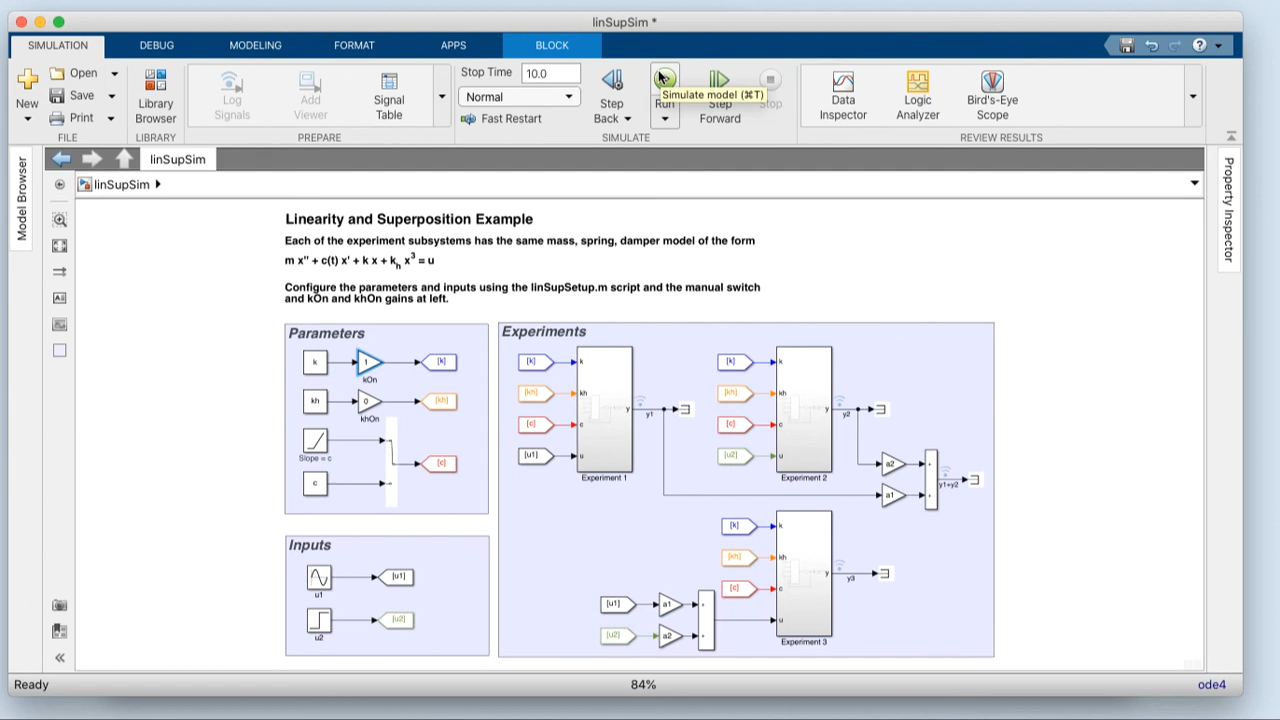 linSupSim *
SIMULATION DEBUG MODELING FORMAT APPS BLOCK
New Open Save Print
FILE
Library Browser
LIBRARY
Log Signals Add Viewer Signal Table
PREPARE
Stop Time 10.0
Normal
Fast Restart
Step Back Run Step Forward Stop
Simulate model (⌘T)
SIMULATE
Data Inspector Logic Analyzer Bird's-Eye Scope
REVIEW RESULTS
linSupSim
linSupSim
Model Browser
Property Inspector
Linearity and Superposition Example
Each of the experiment subsystems has the same mass, spring, damper model of the form
m x" + c(t) x' + k x + kh x3 = u
Configure the parameters and inputs using the linSupSetup.m script and the manual switch
and kOn and khOn gains at left.
Parameters
k 1 [k]
kOn
kh 0 [kh]
khOn
Slope = c
[c]
c
Inputs
[u1]
u1
[u2]
u2
Experiments
[k] k
[kh] kh
[c] c
[u1] u
y y1
Experiment 1
[k]
[kh]
[c]
[u2]
k
kh
c
u
y y2
Experiment 2
a2 +
a1 +
y1+y2
[k] k
[kh] kh
[c] c
u
y y3
Experiment 3
[u1] a1 +
[u2] a2 +
Ready 84% ode4